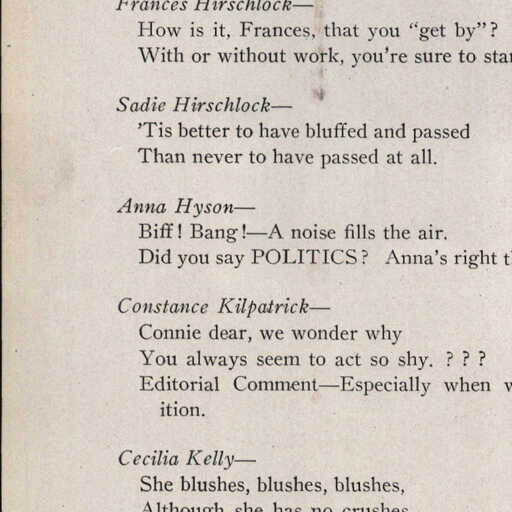 Frances Hirschlock—
How is it, Frances, that you “get by”?
With or without work, you're sure to
Sadie Hirschlock—
'Tis better to have bluffed and passed
Than never to have passed at all.
Anna Hyson—
Biff! Bang!—A noise fills the air.
Did you say POLITICS? Anna's right
Constance Kilpatrick—
Connie dear, we wonder why
You always seem to act so shy. ? ? ?
Editorial Comment—Especially when
ition.
Cecilia Kelly—
She blushes, blushes, blushes,
Although she has no crushes